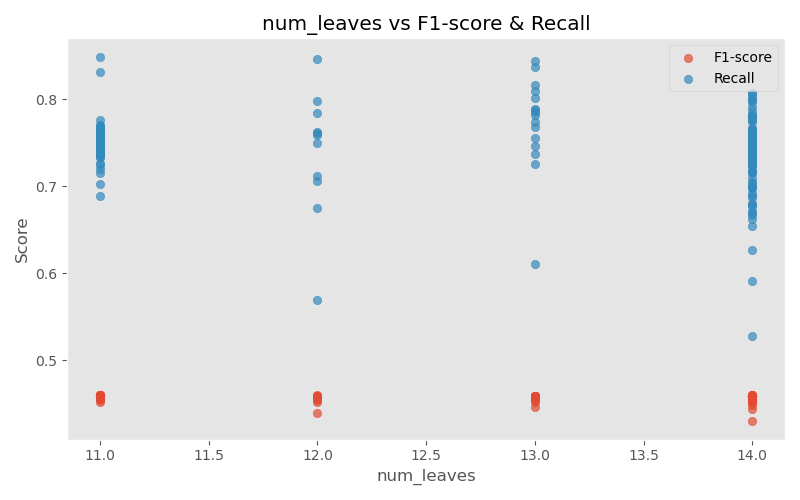 num_leaves vs F1-score & Recall
F1-score
Recall
0.8
0.7
0.6
0.5
Score
11.0
11.5
12.0
12.5
13.0
13.5
14.0
num_leaves